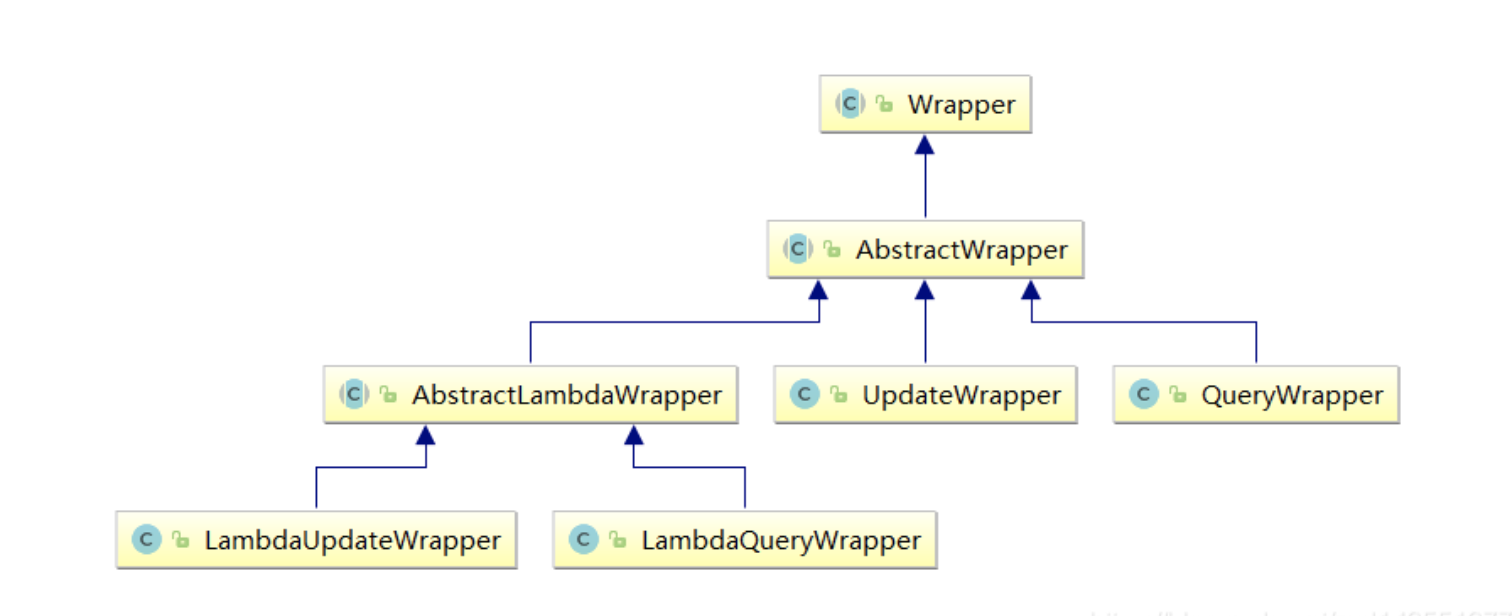 Wrapper
AbstractWrapper
AbstractLambdaWrapper
UpdateWrapper
QueryWrapper
LambdaUpdateWrapper
LambdaQueryWrapper